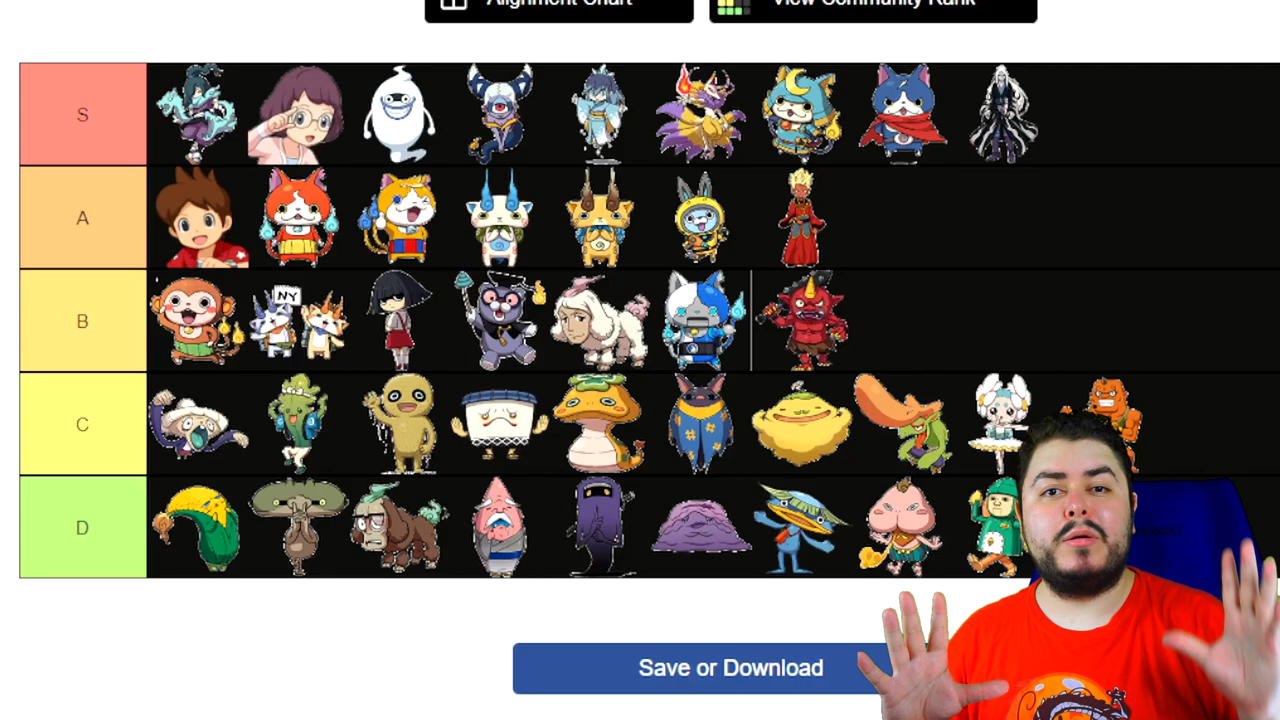 Alignment Chart
View Community Rank
S
A
B
NY
C
D
Save or Download